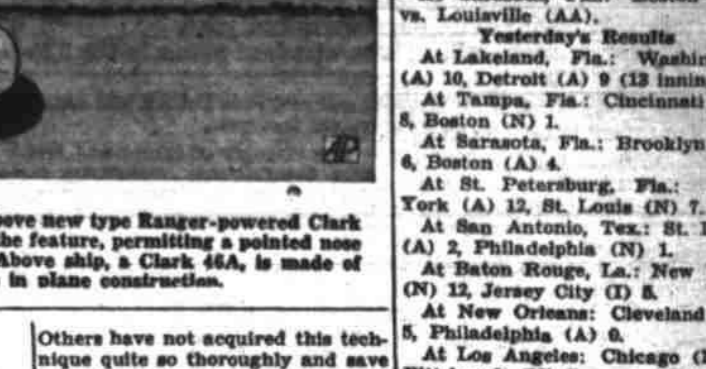 AP
ove new type Ranger-powered Clark
he feature, permitting a pointed nose
Above ship, a Clark 46A, is made of
in plane construction.
Others have not acquired this tech-
nique quite so thoroughly and save
vs. Louisville (AA).
Yesterday's Results
At Lakeland, Fla.: Washin
(A) 10, Detroit (A) 9 (13 innin
At Tampa, Fla.: Cincinnati
8, Boston (N) 1.
At Sarasota, Fla.: Brooklyn
6, Boston (A) 4.
At St. Petersburg, Fla.:
York (A) 12, St. Louis (N) 7.
At San Antonio, Tex.: St. L
(A) 2, Philadelphia (N) 1.
At Baton Rouge, La.: New
(N) 12, Jersey City (I) 5.
At New Orleans: Cleveland
5, Philadelphia (A) 0.
At Los Angeles: Chicago (